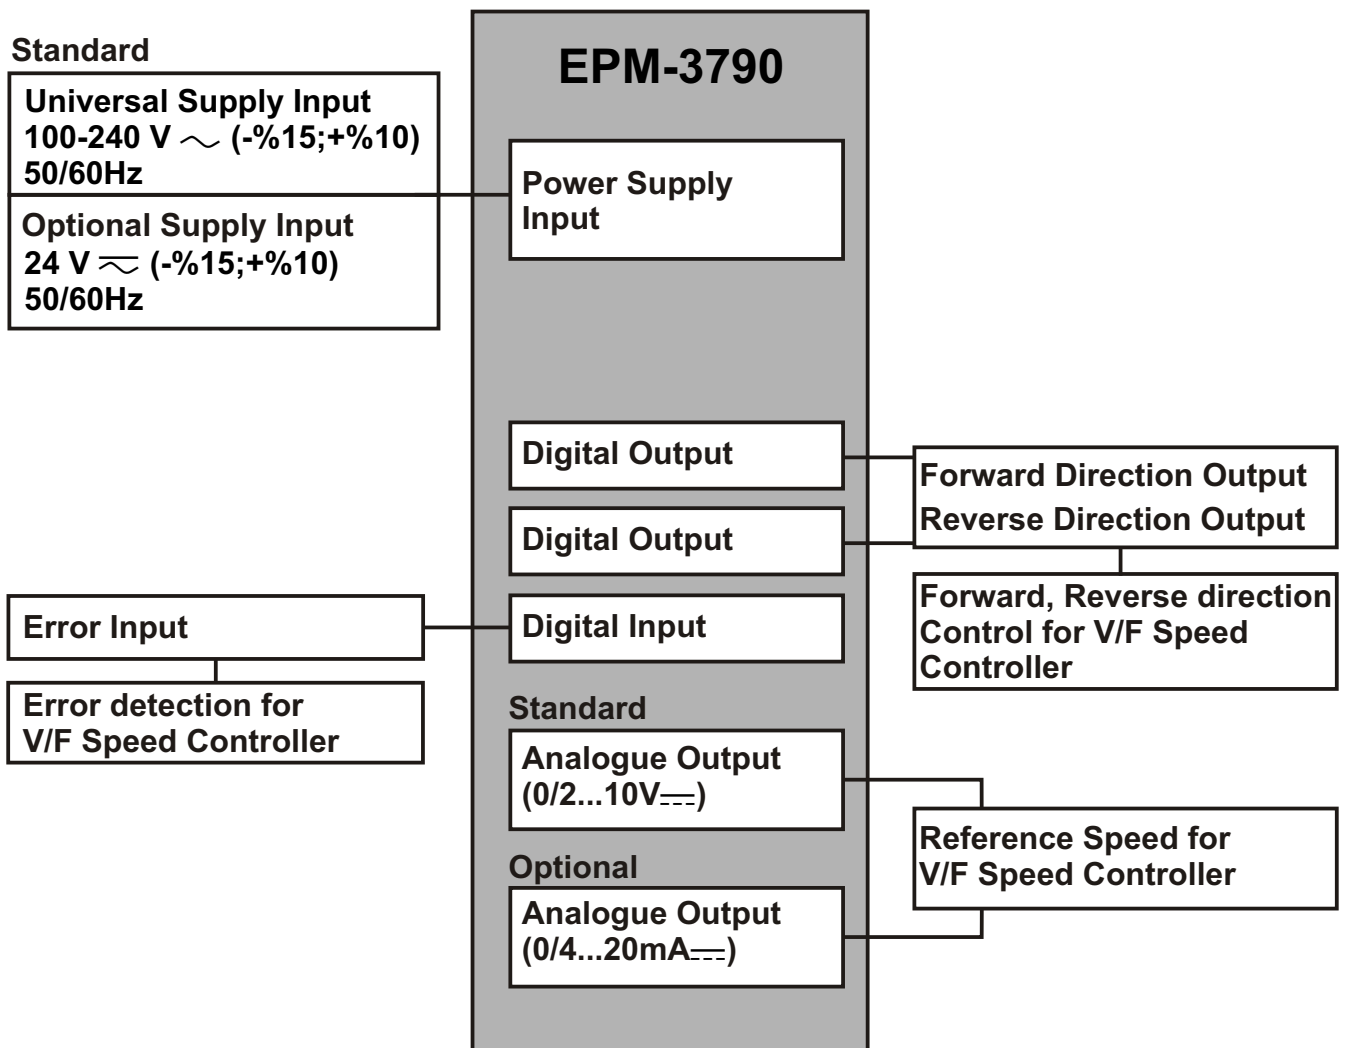 EPM-3790
Standard
Universal Supply Input
100-240 V ～ (-%15;+%10)
50/60Hz
Optional Supply Input
24 V ⏦ (-%15;+%10)
50/60Hz
Power Supply
Input
Digital Output
Digital Output
Forward Direction Output
Reverse Direction Output
Forward, Reverse direction
Control for V/F Speed
Controller
Error Input
Digital Input
Error detection for
V/F Speed Controller
Standard
Analogue Output
(0/2...10V⎓)
Optional
Analogue Output
(0/4...20mA⎓)
Reference Speed for
V/F Speed Controller